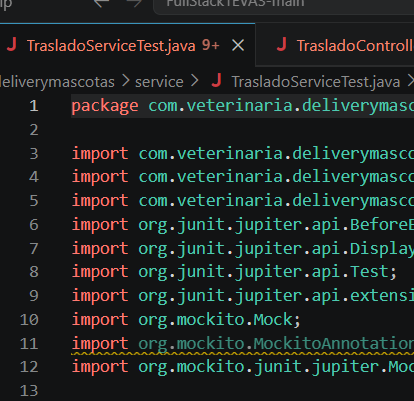 FullStackTEVAS-main
TrasladoServiceTest.java 9+
TrasladoControll
deliverymascotas > service > TrasladoServiceTest.java >
1 package com.veterinaria.deliverymasc
2
3 import com.veterinaria.deliverymasco
4 import com.veterinaria.deliverymasco
5 import com.veterinaria.deliverymasco
6 import org.junit.jupiter.api.BeforeE
7 import org.junit.jupiter.api.Display
8 import org.junit.jupiter.api.Test;
9 import org.junit.jupiter.api.extensi
10 import org.mockito.Mock;
11 import org.mockito.MockitoAnnotation
12 import org.mockito.junit.jupiter.Moc
13